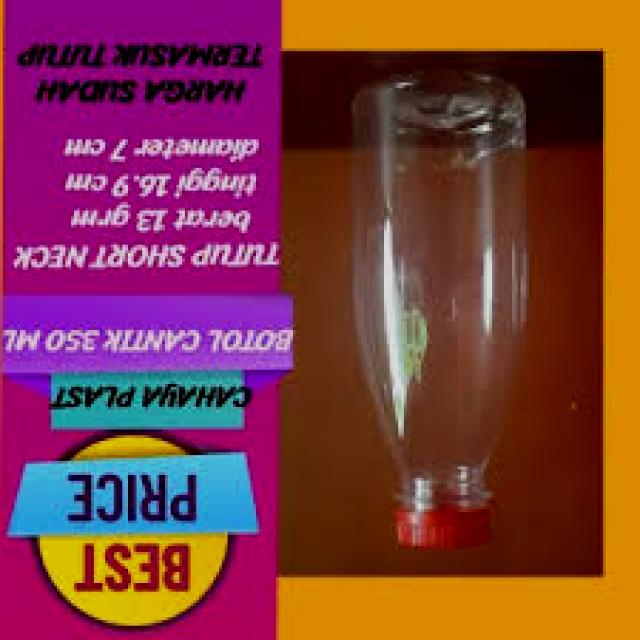 BEST
PRICE
CAHAYA PLAST
BOTOL CANTIK 350 ML
TUTUP SHORT NECK
berat 13 grm
tinggi 16.9 cm
diameter 7 cm
HARGA SUDAH
TERMASUK TUTUP